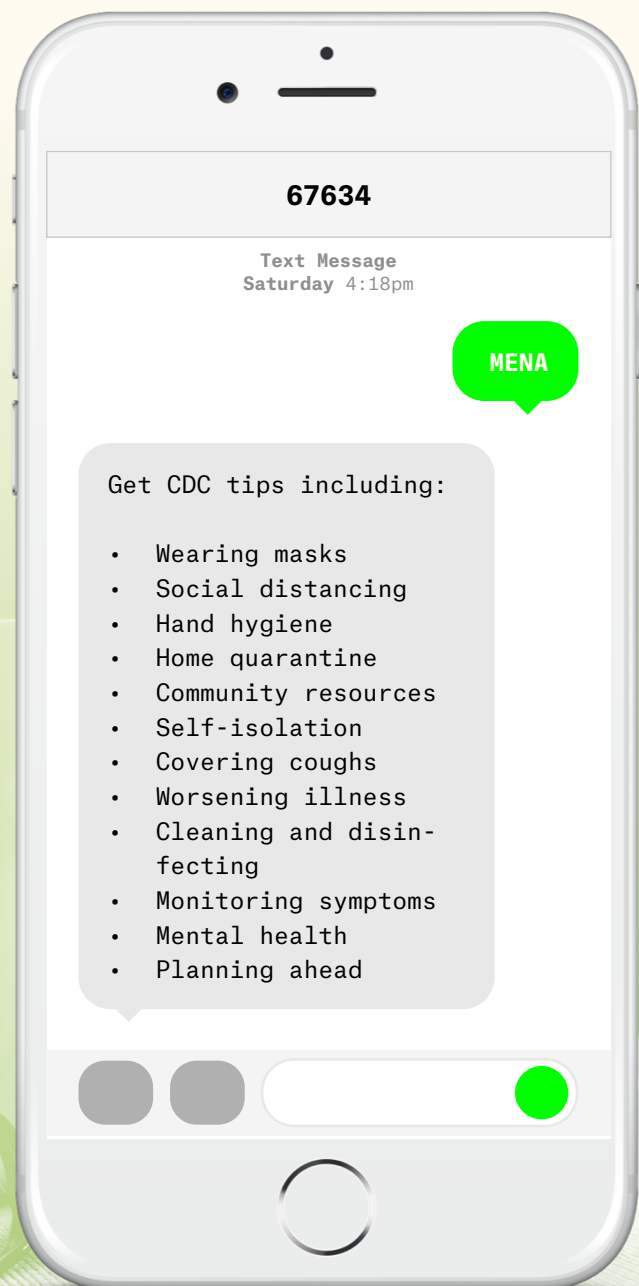 67634
Text Message
Saturday 4:18pm
MENA
Get CDC tips including:
• Wearing masks
• Social distancing
• Hand hygiene
• Home quarantine
• Community resources
• Self-isolation
• Covering coughs
• Worsening illness
• Cleaning and disin-
fecting
• Monitoring symptoms
• Mental health
• Planning ahead